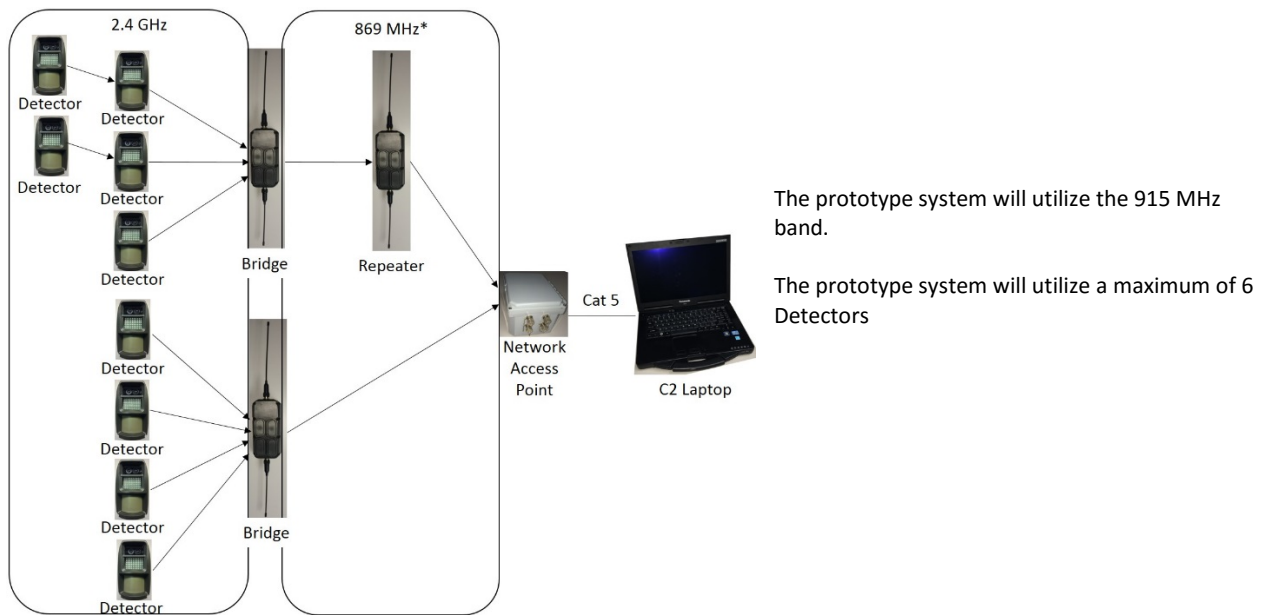 2.4 GHz
869 MHz*
Detector
Detector
Detector
Detector
Detector
Bridge
Repeater
Detector
Detector
Detector
Detector
Bridge
Network
Access
Point
Cat 5
C2 Laptop
The prototype system will utilize the 915 MHz
band.
The prototype system will utilize a maximum of 6
Detectors